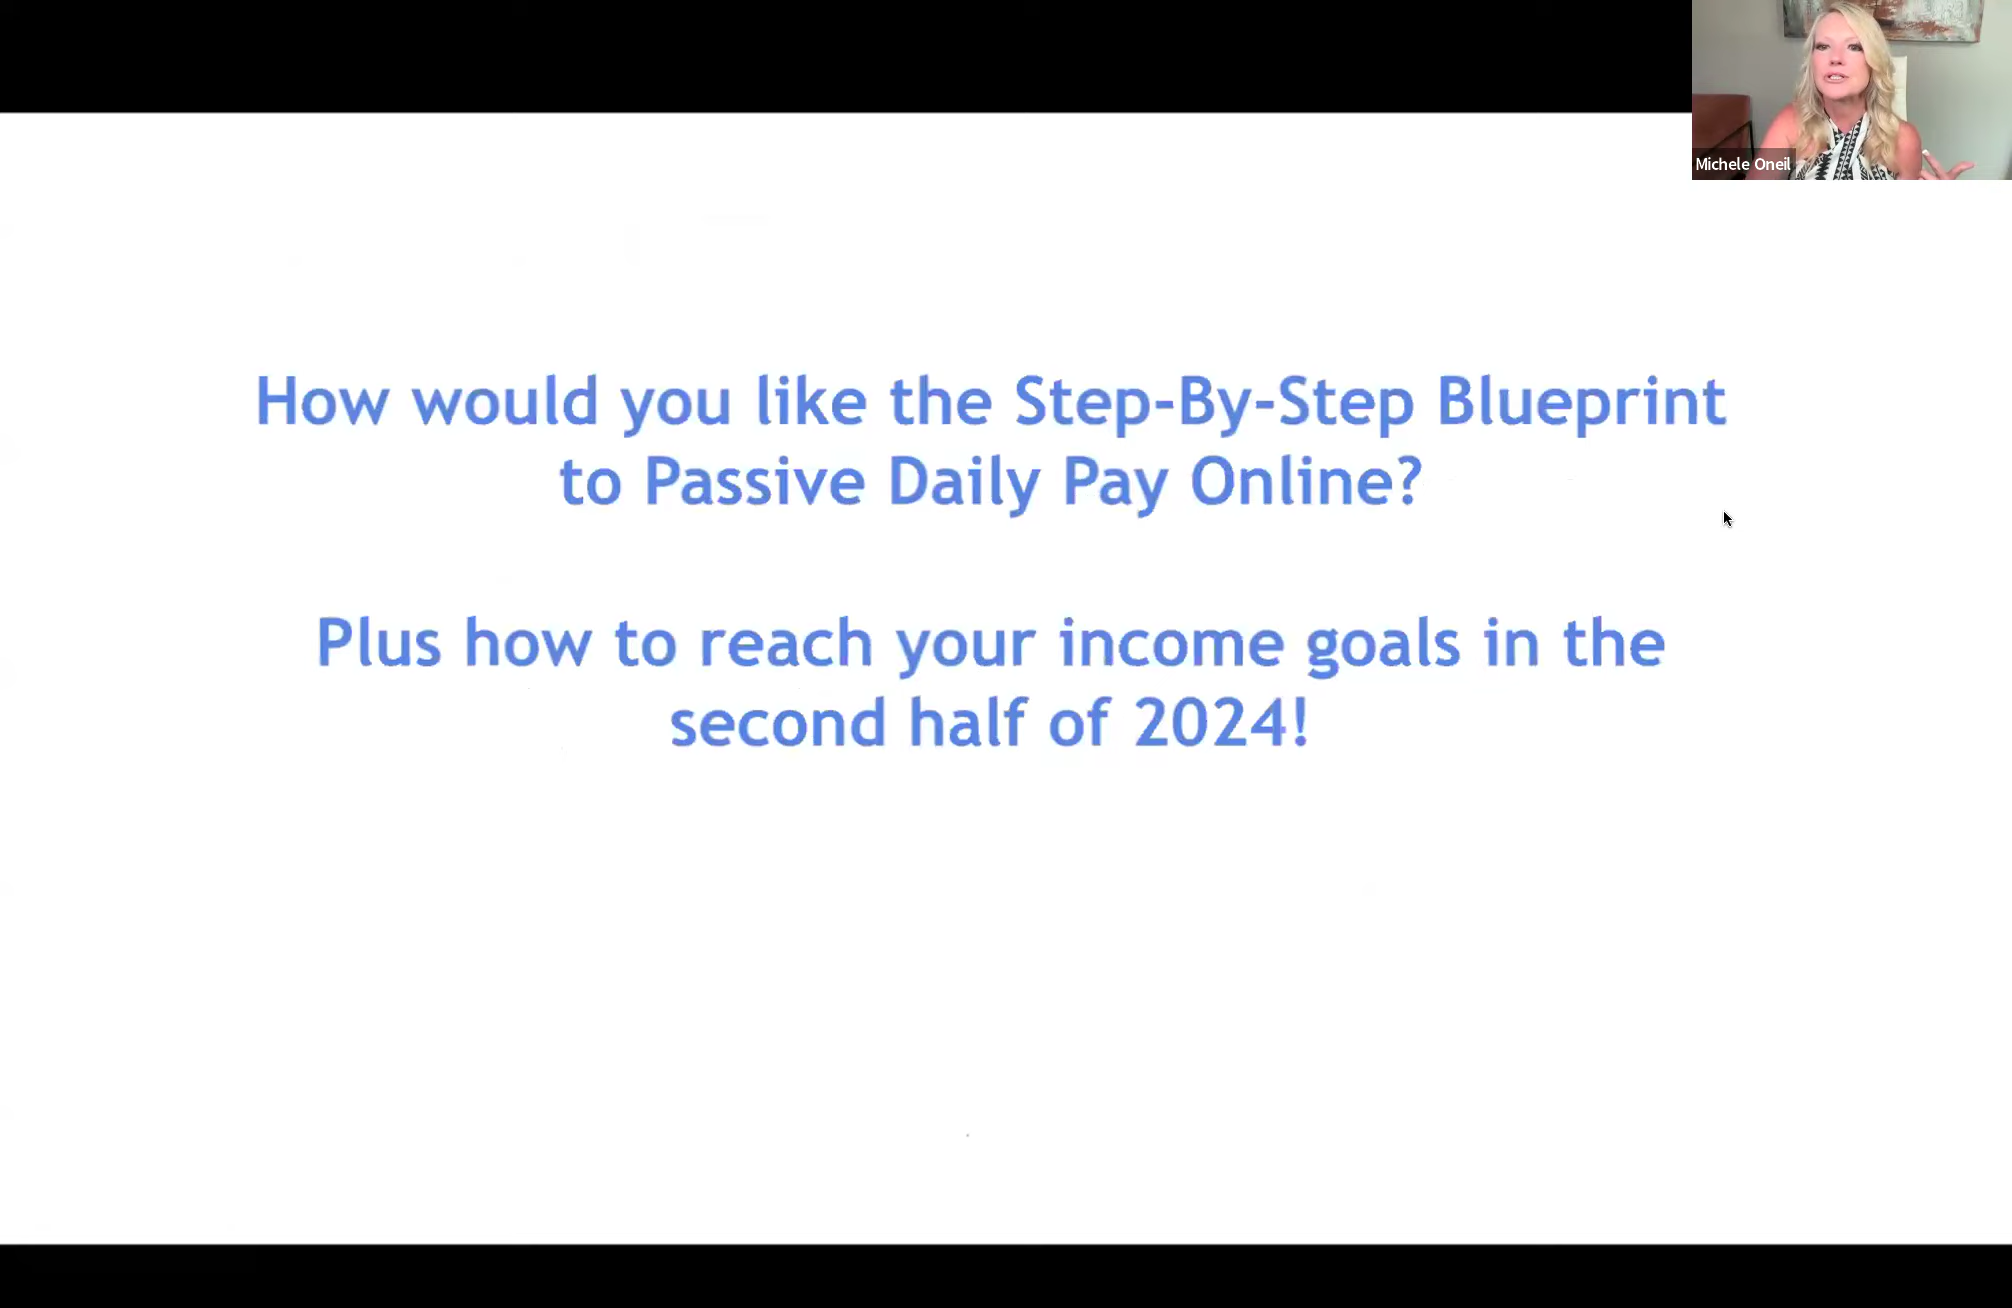 Michele Oneil
How would you like the Step-By-Step Blueprint
to Passive Daily Pay Online?
Plus how to reach your income goals in the
second half of 2024!